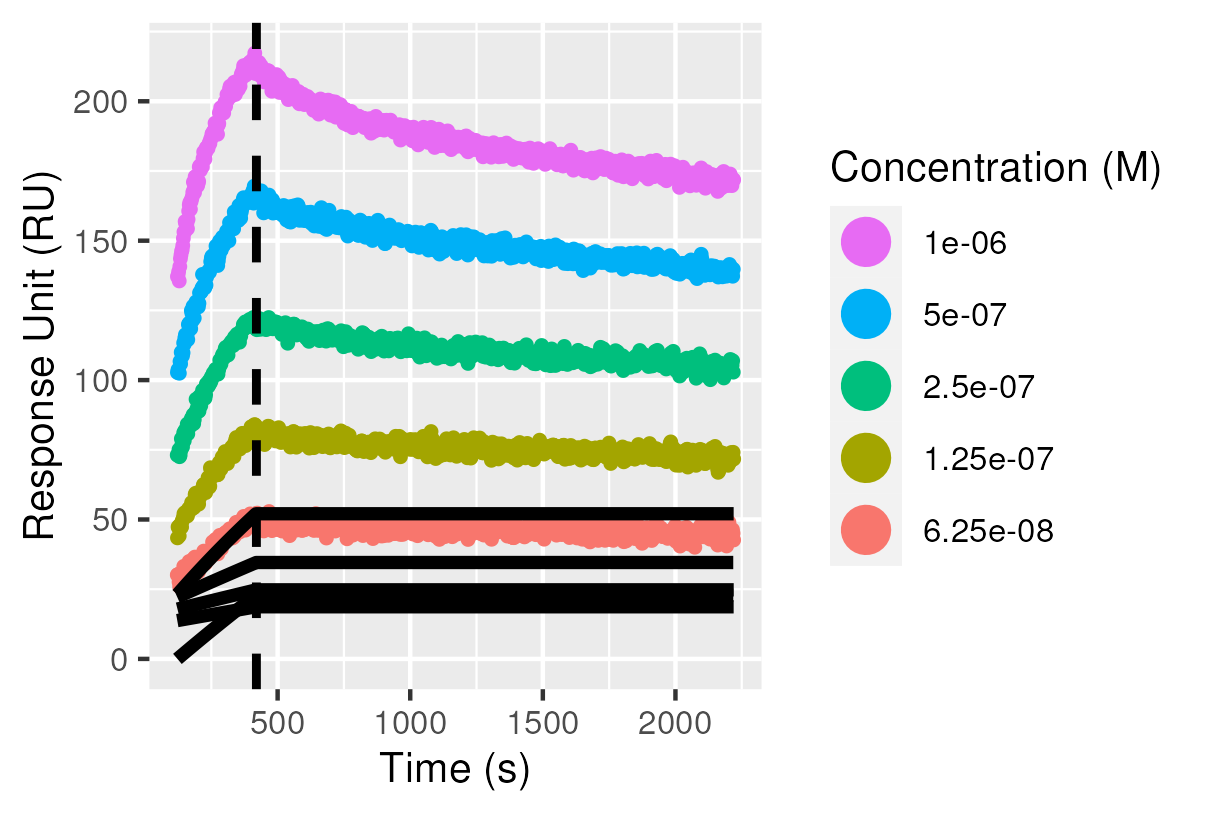 Response Unit (RU)
200
150
100
50
0
500 1000 1500 2000
Time (s)
Concentration (M)
1e-06
5e-07
2.5e-07
1.25e-07
6.25e-08